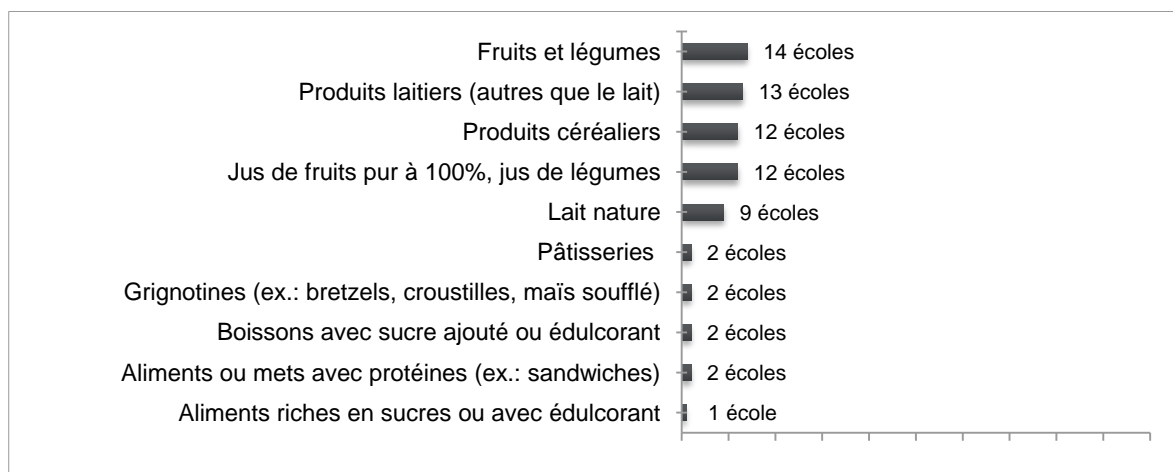 Fruits et légumes 14 écoles
Produits laitiers (autres que le lait) 13 écoles
Produits céréaliers 12 écoles
Jus de fruits pur à 100%, jus de légumes 12 écoles
Lait nature 9 écoles
Pâtisseries 2 écoles
Grignotines (ex.: bretzels, croustilles, maïs soufflé) 2 écoles
Boissons avec sucre ajouté ou édulcorant 2 écoles
Aliments ou mets avec protéines (ex.: sandwiches) 2 écoles
Aliments riches en sucres ou avec édulcorant 1 école